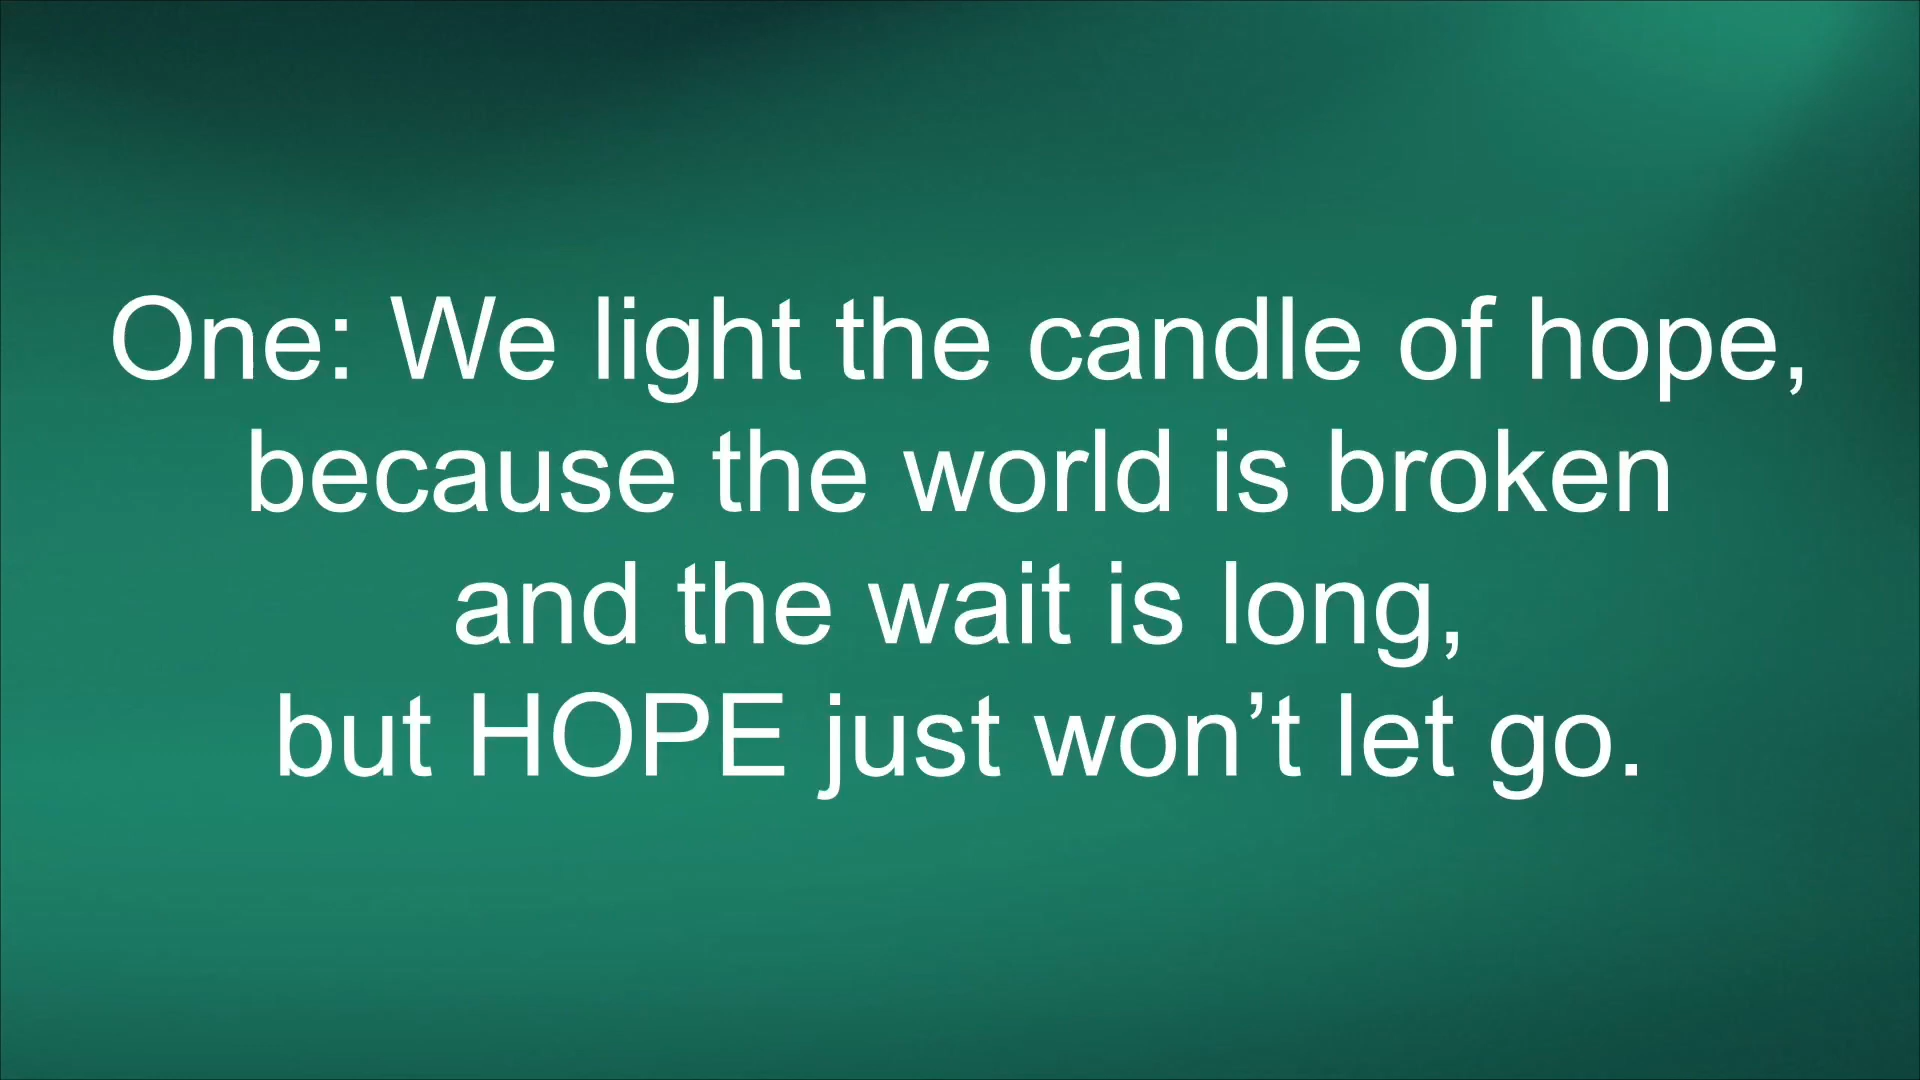 One: We light the candle of hope,
because the world is broken
and the wait is long,
but HOPE just won’t let go.